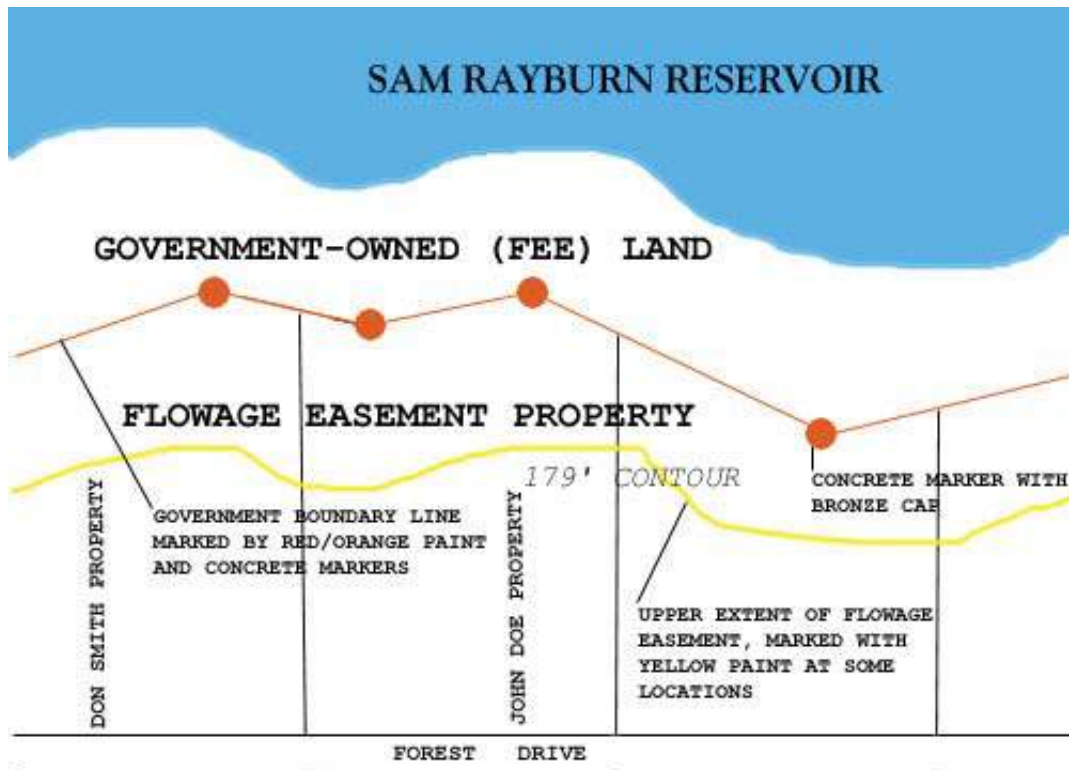 SAM RAYBURN RESERVOIR
GOVERNMENT-OWNED (FEE) LAND
FLOWAGE EASEMENT PROPERTY
179' CONTOUR
CONCRETE MARKER WITH
BRONZE CAP
GOVERNMENT BOUNDARY LINE
MARKED BY RED/ORANGE PAINT
AND CONCRETE MARKERS
DON SMITH PROPERTY
JOHN DOE PROPERTY
UPPER EXTENT OF FLOWAGE
EASEMENT, MARKED WITH
YELLOW PAINT AT SOME
LOCATIONS
FOREST DRIVE